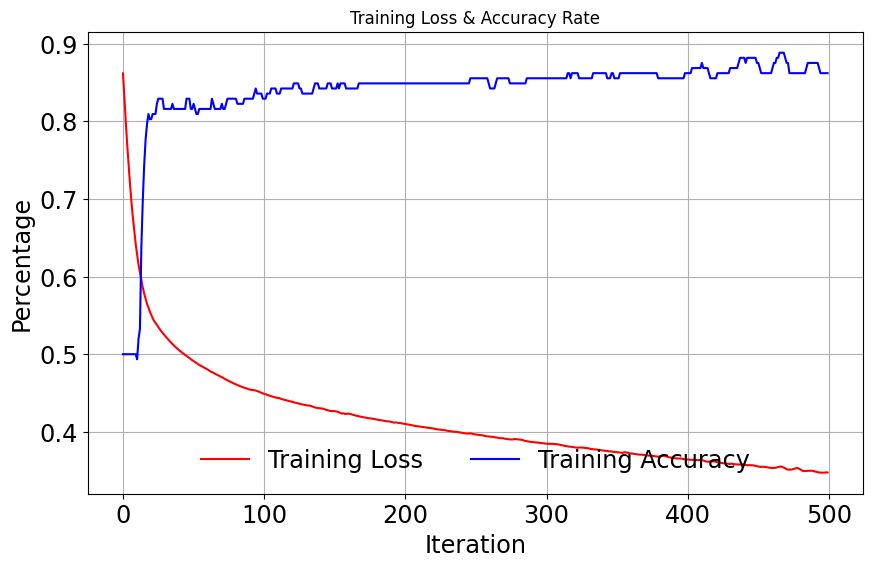 Training Loss & Accuracy Rate
0.9
0.8
0.7
0.6
0.5
0.4
Percentage
Training Loss
Training Accuracy
0 100 200 300 400 500
Iteration